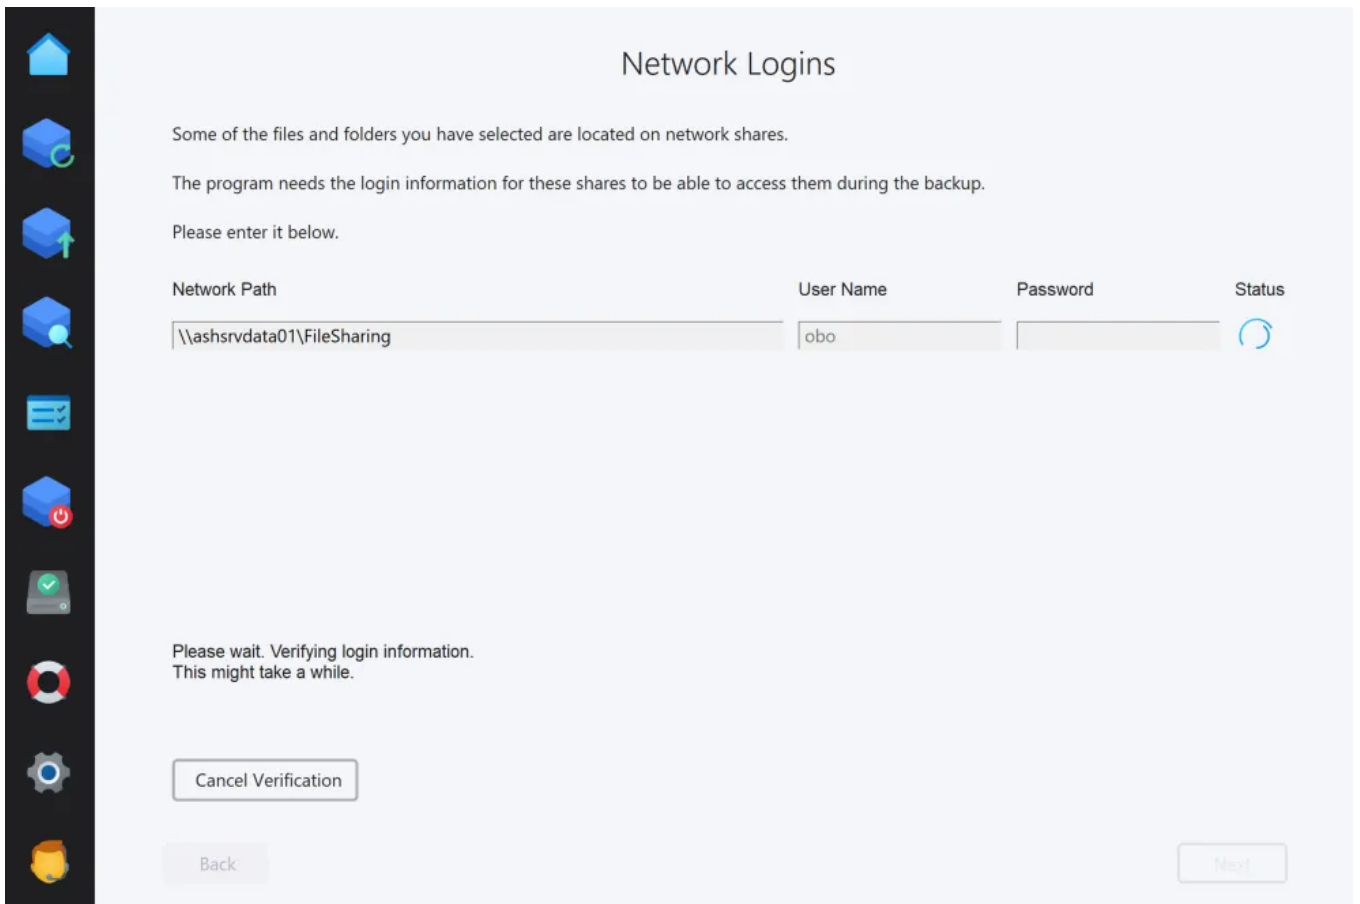 Network Logins
Some of the files and folders you have selected are located on network shares.
The program needs the login information for these shares to be able to access them during the backup.
Please enter it below.
Network Path User Name Password Status
\\ashsrvdata01\FileSharing obo
Please wait. Verifying login information.
This might take a while.
Cancel Verification
Back Next